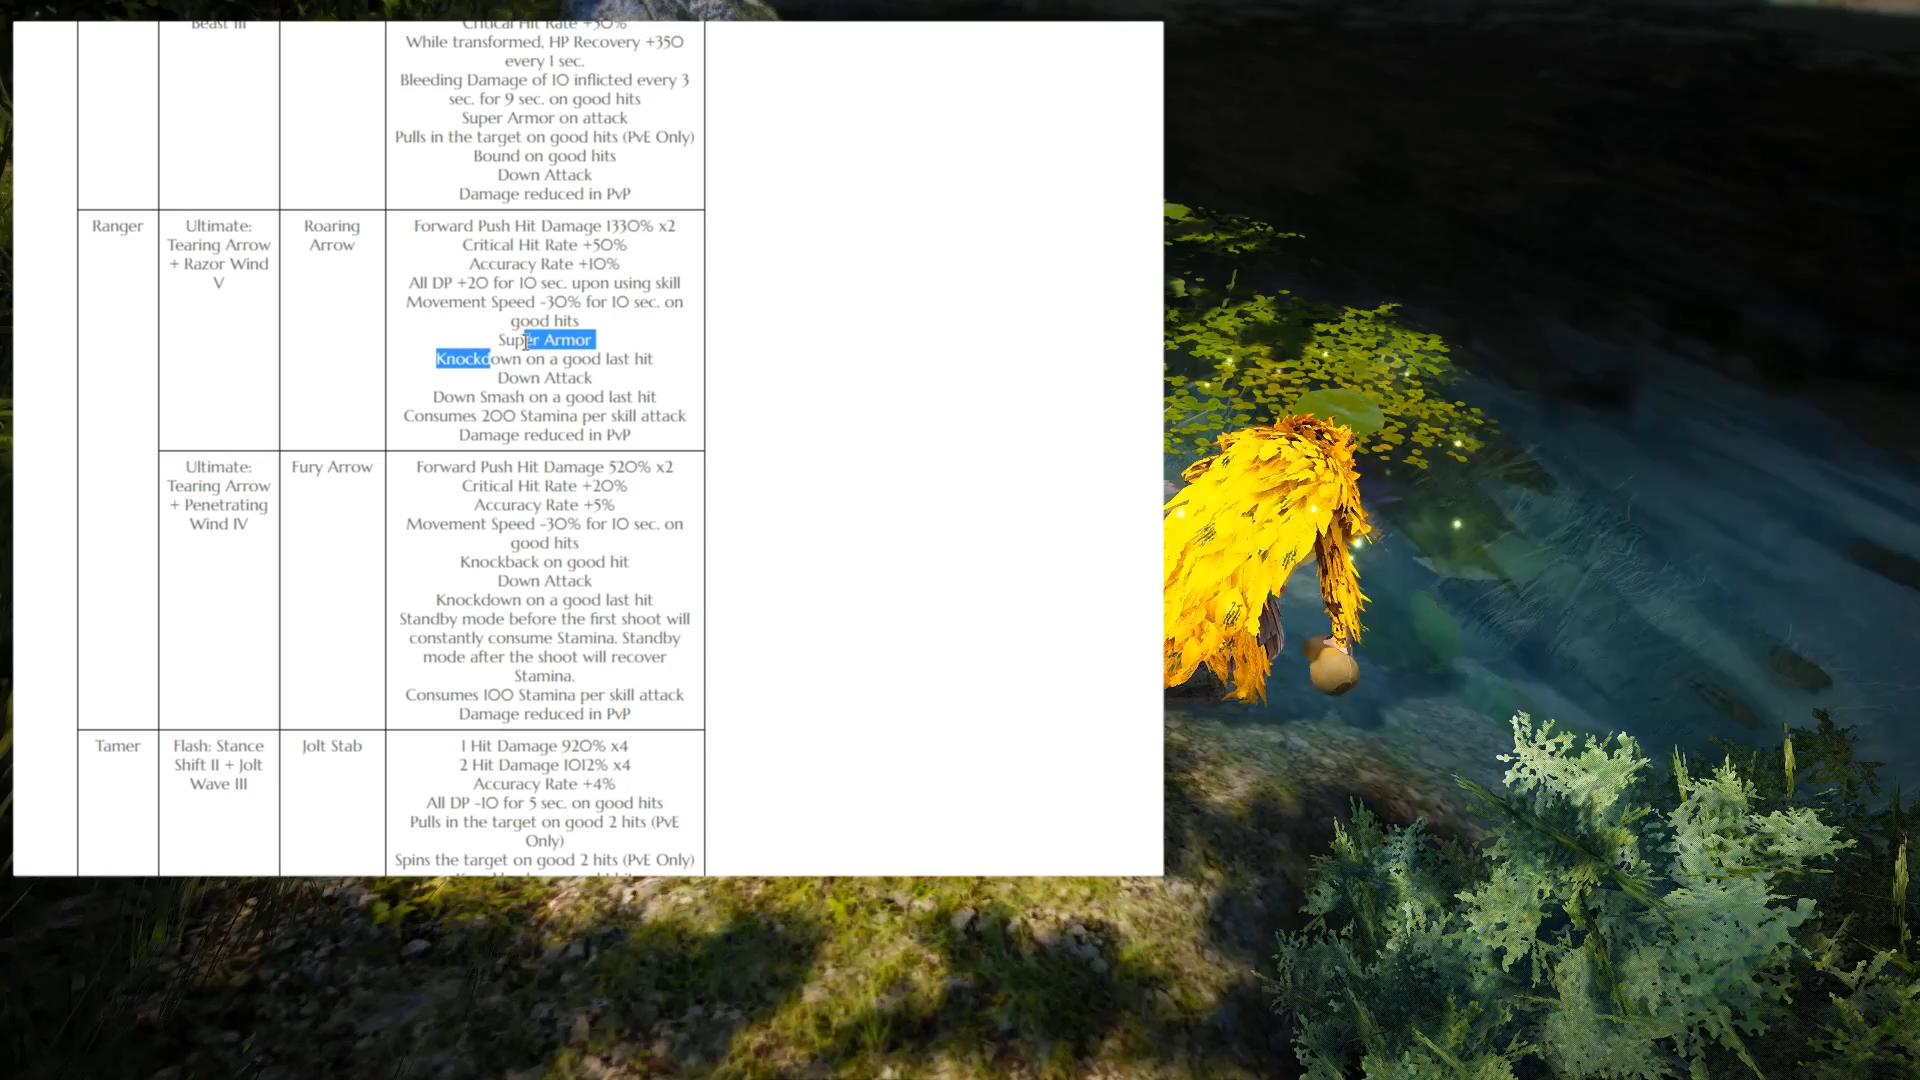 Beast III
Critical Hit Rate +50%
While transformed, HP Recovery +350
every 1 sec.
Bleeding Damage of 10 inflicted every 3
sec. for 9 sec. on good hits
Super Armor on attack
Pulls in the target on good hits (PvE Only)
Bound on good hits
Down Attack
Damage reduced in PvP
Ranger
Ultimate:
Tearing Arrow
+ Razor Wind
V
Roaring
Arrow
Forward Push Hit Damage 1330% x2
Critical Hit Rate +50%
Accuracy Rate +10%
All DP +20 for 10 sec. upon using skill
Movement Speed -30% for 10 sec. on
good hits
Super Armor
Knockdown on a good last hit
Down Attack
Down Smash on a good last hit
Consumes 200 Stamina per skill attack
Damage reduced in PvP
Ultimate:
Tearing Arrow
+ Penetrating
Wind IV
Fury Arrow
Forward Push Hit Damage 520% x2
Critical Hit Rate +20%
Accuracy Rate +5%
Movement Speed -30% for 10 sec. on
good hits
Knockback on good hit
Down Attack
Knockdown on a good last hit
Standby mode before the first shoot will
constantly consume Stamina. Standby
mode after the shoot will recover
Stamina.
Consumes 100 Stamina per skill attack
Damage reduced in PvP
Tamer
Flash: Stance
Shift II + Jolt
Wave III
Jolt Stab
1 Hit Damage 920% x4
2 Hit Damage 1012% x4
Accuracy Rate +4%
All DP -10 for 5 sec. on good hits
Pulls in the target on good 2 hits (PvE
Only)
Spins the target on good 2 hits (PvE Only)